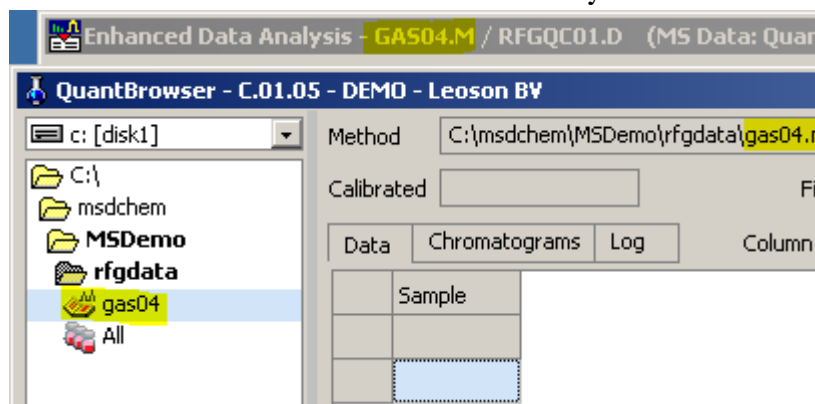 Enhanced Data Analysis - GAS04.M / RFGQC01.D (MS Data: Quan
QuantBrowser - C.01.05 - DEMO - Leoson BV
c: [disk1]
Method C:\msdchem\MSDemo\rfgdata\gas04.
C:\
msdchem
Calibrated
MSDemo
Data Chromatograms Log Column
rfgdata
Sample
gas04
All